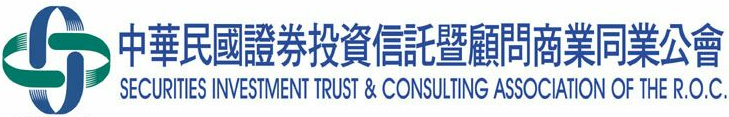 中華民國證券投資信託暨顧問商業同業公會
SECURITIES INVESTMENT TRUST & CONSULTING ASSOCIATION OF THE R.O.C.